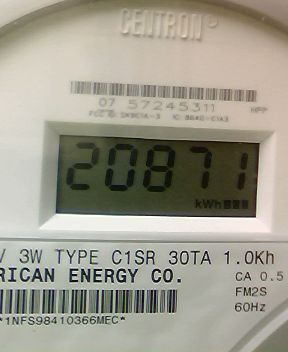 CENTRON®
07 57245311
20871
kWh
V 3W TYPE C1SR 30TA 1.0Kh
RICAN ENERGY CO.
CA 0.5
FM2S
60Hz
*1NFS98410366MEC*